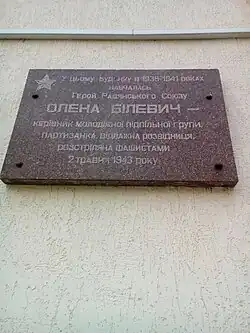 У цьому будинку в 1938-1941 роках
навчалась
Герой Радянського Союзу
ОЛЕНА БІЛЕВИЧ –
керівник молодіжної підпільної групи,
партизанка, відважна розвідниця,
розстріляна фашистами
2 травня 1943 року